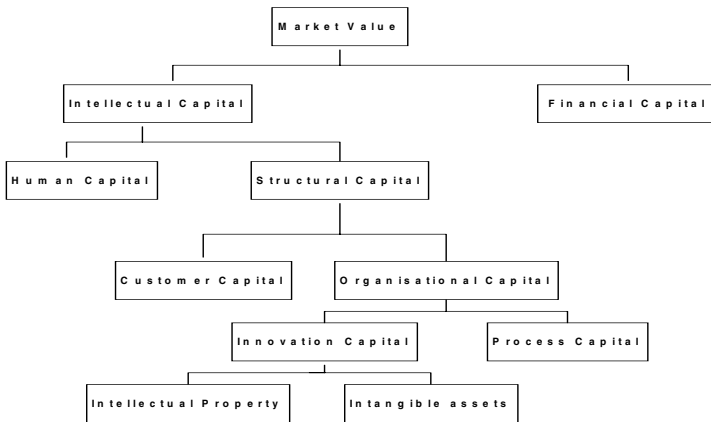 Market Value
Intellectual Capital
Financial Capital
Human Capital
Structural Capital
Customer Capital
Organisational Capital
Innovation Capital
Process Capital
Intellectual Property
Intangible assets